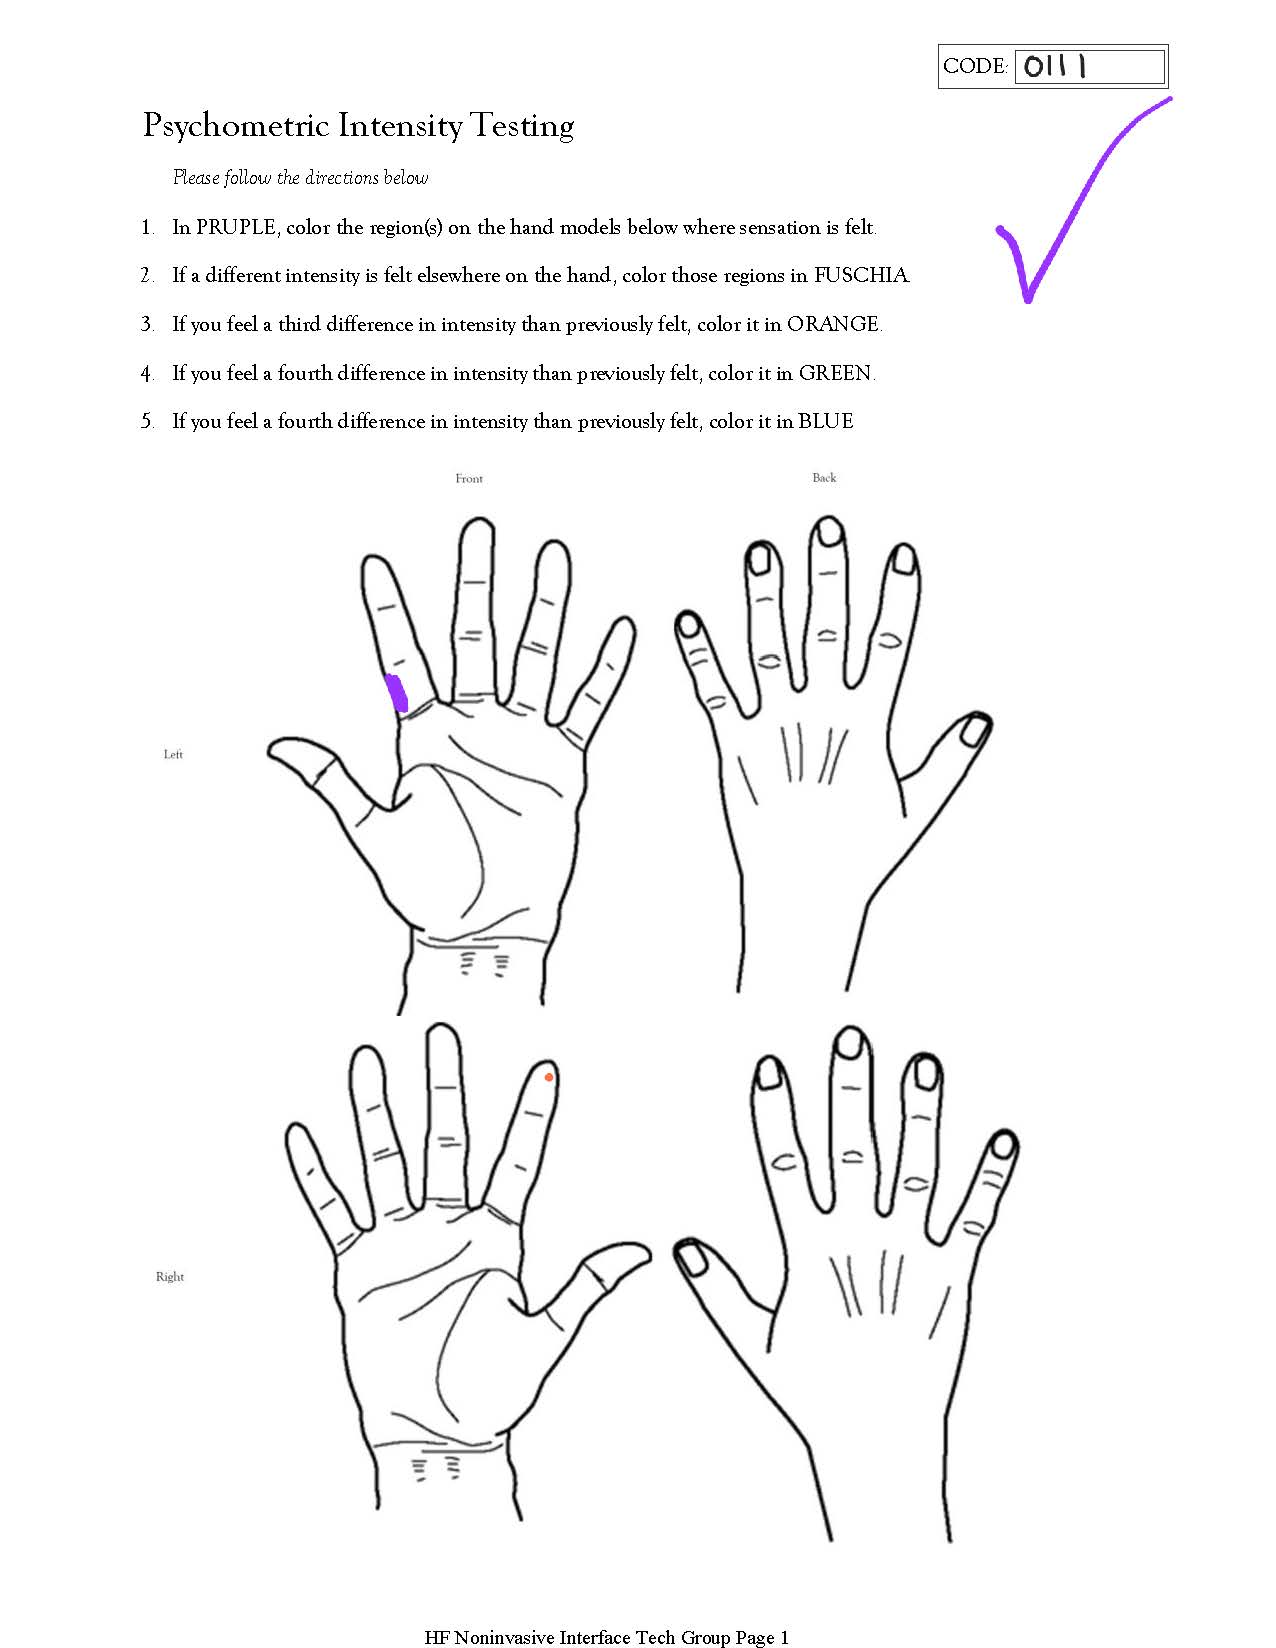 CODE: 0111
Psychometric Intensity Testing
Please follow the directions below
1. In PRUPLE, color the region(s) on the hand models below where sensation is felt.
2. If a different intensity is felt elsewhere on the hand, color those regions in FUSCHIA.
3. If you feel a third difference in intensity than previously felt, color it in ORANGE.
4. If you feel a fourth difference in intensity than previously felt, color it in GREEN.
5. If you feel a fourth difference in intensity than previously felt, color it in BLUE
Front Back
Left
Right
HF Noninvasive Interface Tech Group Page 1